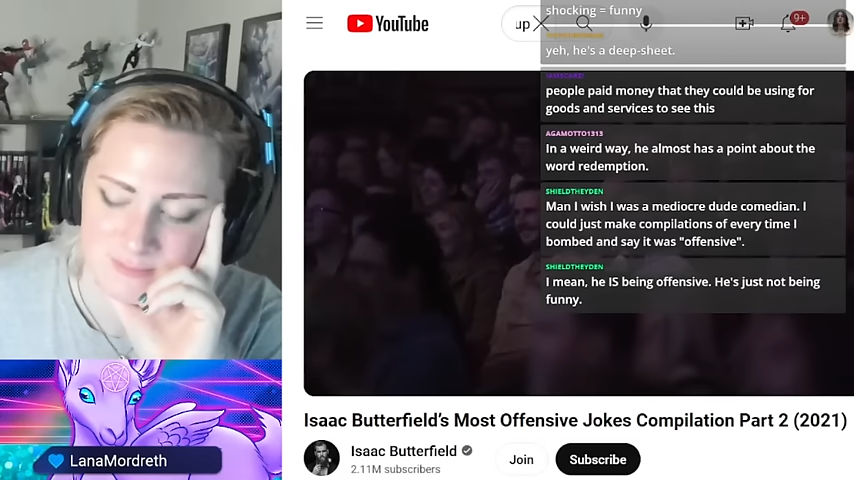 shocking = funny
yeh, he's a deep-sheet.
people paid money that they could be using for
goods and services to see this
AGAMOTTO1313
In a weird way, he almost has a point about the
word redemption.
SHIELDTHEYDEN
Man I wish I was a mediocre dude comedian. I
could just make compilations of every time I
bombed and say it was "offensive".
SHIELDTHEYDEN
I mean, he IS being offensive. He's just not being
funny.
YouTube
up
9+
Isaac Butterfield's Most Offensive Jokes Compilation Part 2 (2021)
Isaac Butterfield
2.11M subscribers
Join
Subscribe
LanaMordreth